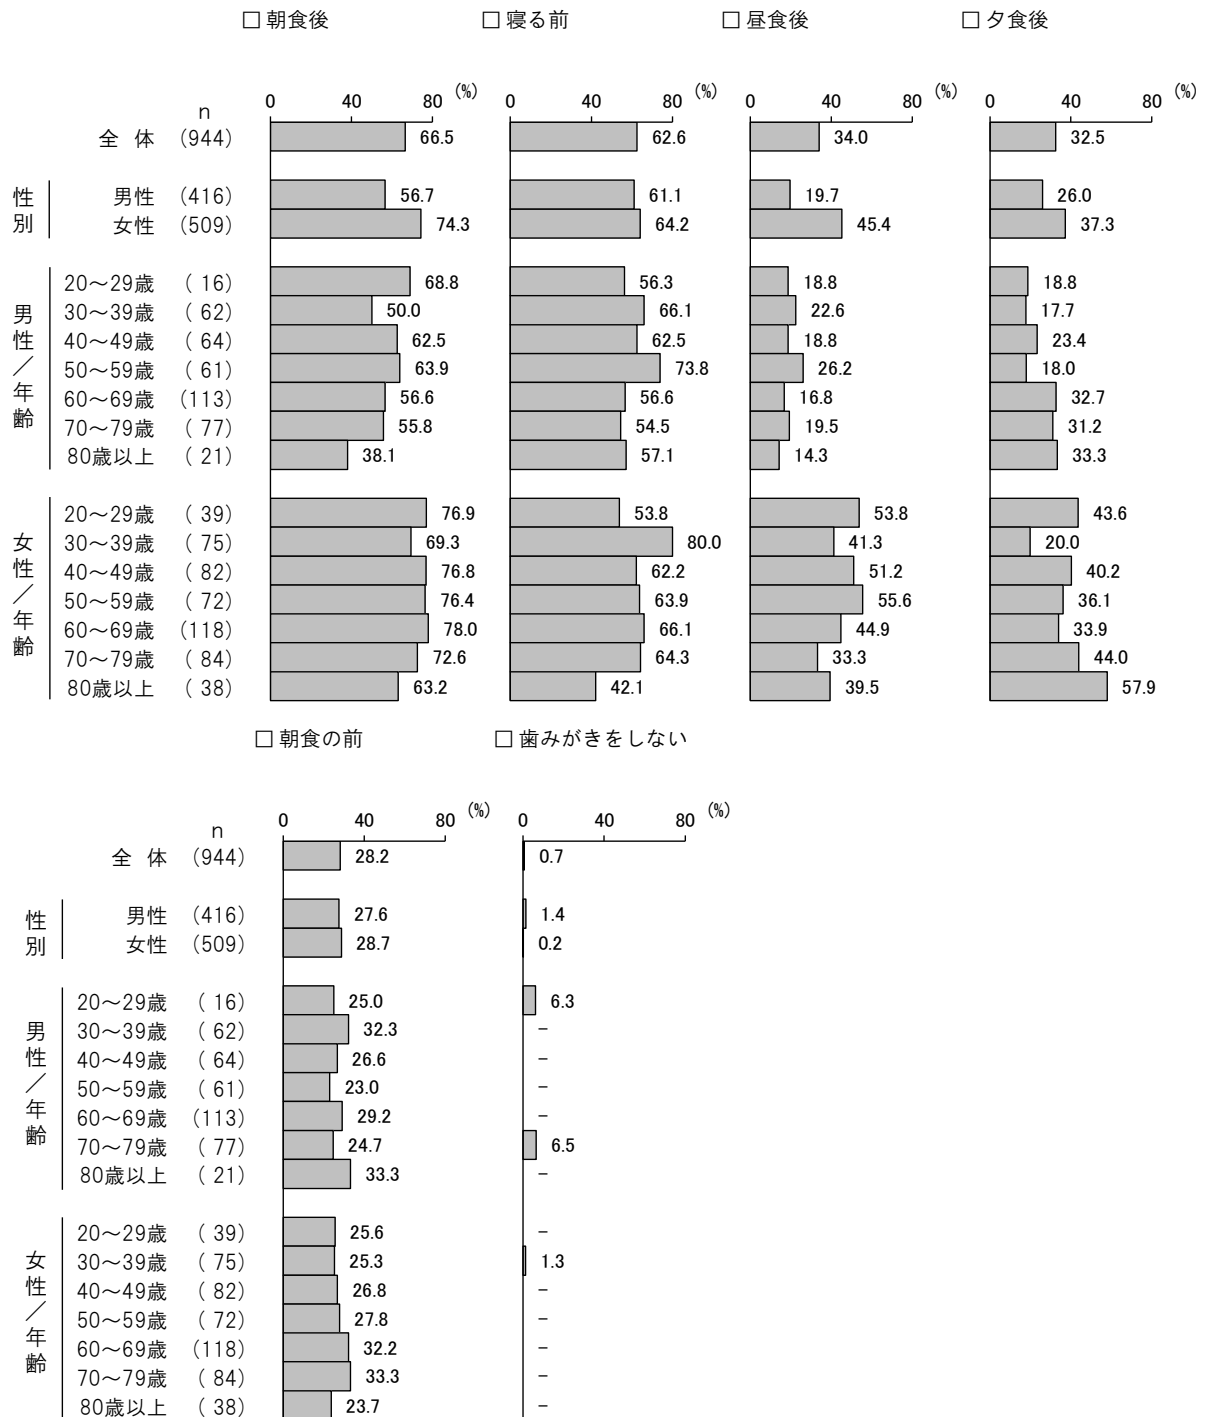 □ 朝食後 □ 寝る前 □ 昼食後 □ 夕食後
n 0 40 80 (%) 0 40 80 (%) 0 40 80 (%) 0 40 80 (%)
全 体 (944) 66.5 62.6 34.0 32.5
性別
男性 (416) 56.7 61.1 19.7 26.0
女性 (509) 74.3 64.2 45.4 37.3
男性/年齢
20～29歳 ( 16) 68.8 56.3 18.8 18.8
30～39歳 ( 62) 50.0 66.1 22.6 17.7
40～49歳 ( 64) 62.5 62.5 18.8 23.4
50～59歳 ( 61) 63.9 73.8 26.2 18.0
60～69歳 (113) 56.6 56.6 16.8 32.7
70～79歳 ( 77) 55.8 54.5 19.5 31.2
80歳以上 ( 21) 38.1 57.1 14.3 33.3
女性/年齢
20～29歳 ( 39) 76.9 53.8 53.8 43.6
30～39歳 ( 75) 69.3 80.0 41.3 20.0
40～49歳 ( 82) 76.8 62.2 51.2 40.2
50～59歳 ( 72) 76.4 63.9 55.6 36.1
60～69歳 (118) 78.0 66.1 44.9 33.9
70～79歳 ( 84) 72.6 64.3 33.3 44.0
80歳以上 ( 38) 63.2 42.1 39.5 57.9
□ 朝食の前 □ 歯みがきをしない
n 0 40 80 (%) 0 40 80 (%)
全 体 (944) 28.2 0.7
性別
男性 (416) 27.6 1.4
女性 (509) 28.7 0.2
男性/年齢
20～29歳 ( 16) 25.0 6.3
30～39歳 ( 62) 32.3 -
40～49歳 ( 64) 26.6 -
50～59歳 ( 61) 23.0 -
60～69歳 (113) 29.2 -
70～79歳 ( 77) 24.7 6.5
80歳以上 ( 21) 33.3 -
女性/年齢
20～29歳 ( 39) 25.6 -
30～39歳 ( 75) 25.3 1.3
40～49歳 ( 82) 26.8 -
50～59歳 ( 72) 27.8 -
60～69歳 (118) 32.2 -
70～79歳 ( 84) 33.3 -
80歳以上 ( 38) 23.7 -